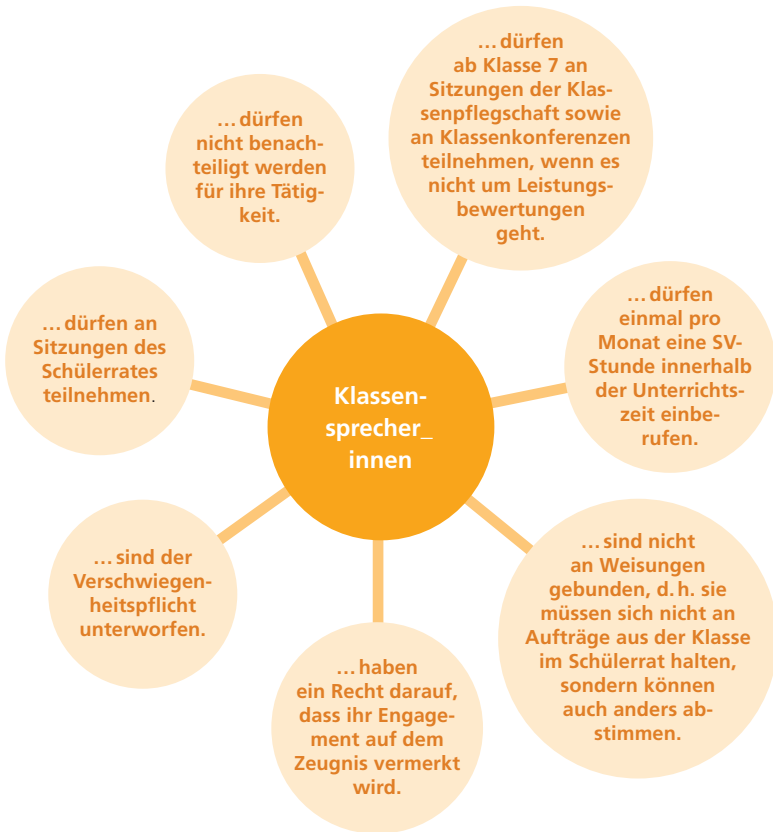 ...dürfen
ab Klasse 7 an
Sitzungen der Klas-
senpflegschaft sowie
an Klassenkonferenzen
teilnehmen, wenn es
nicht um Leistungs-
bewertungen
geht.
...dürfen
nicht benach-
teiligt werden
für ihre Tätig-
keit.
...dürfen
einmal pro
Monat eine SV-
Stunde innerhalb
der Unterrichts-
zeit einbe-
rufen.
...dürfen an
Sitzungen des
Schülerrates
teilnehmen.
Klassen-
sprecher_
innen
...sind nicht
an Weisungen
gebunden, d.h. sie
müssen sich nicht an
Aufträge aus der Klasse
im Schülerrat halten,
sondern können
auch anders ab-
stimmen.
...sind der
Verschwiegen-
heitspflicht
unterworfen.
...haben
ein Recht darauf,
dass ihr Engage-
ment auf dem
Zeugnis vermerkt
wird.